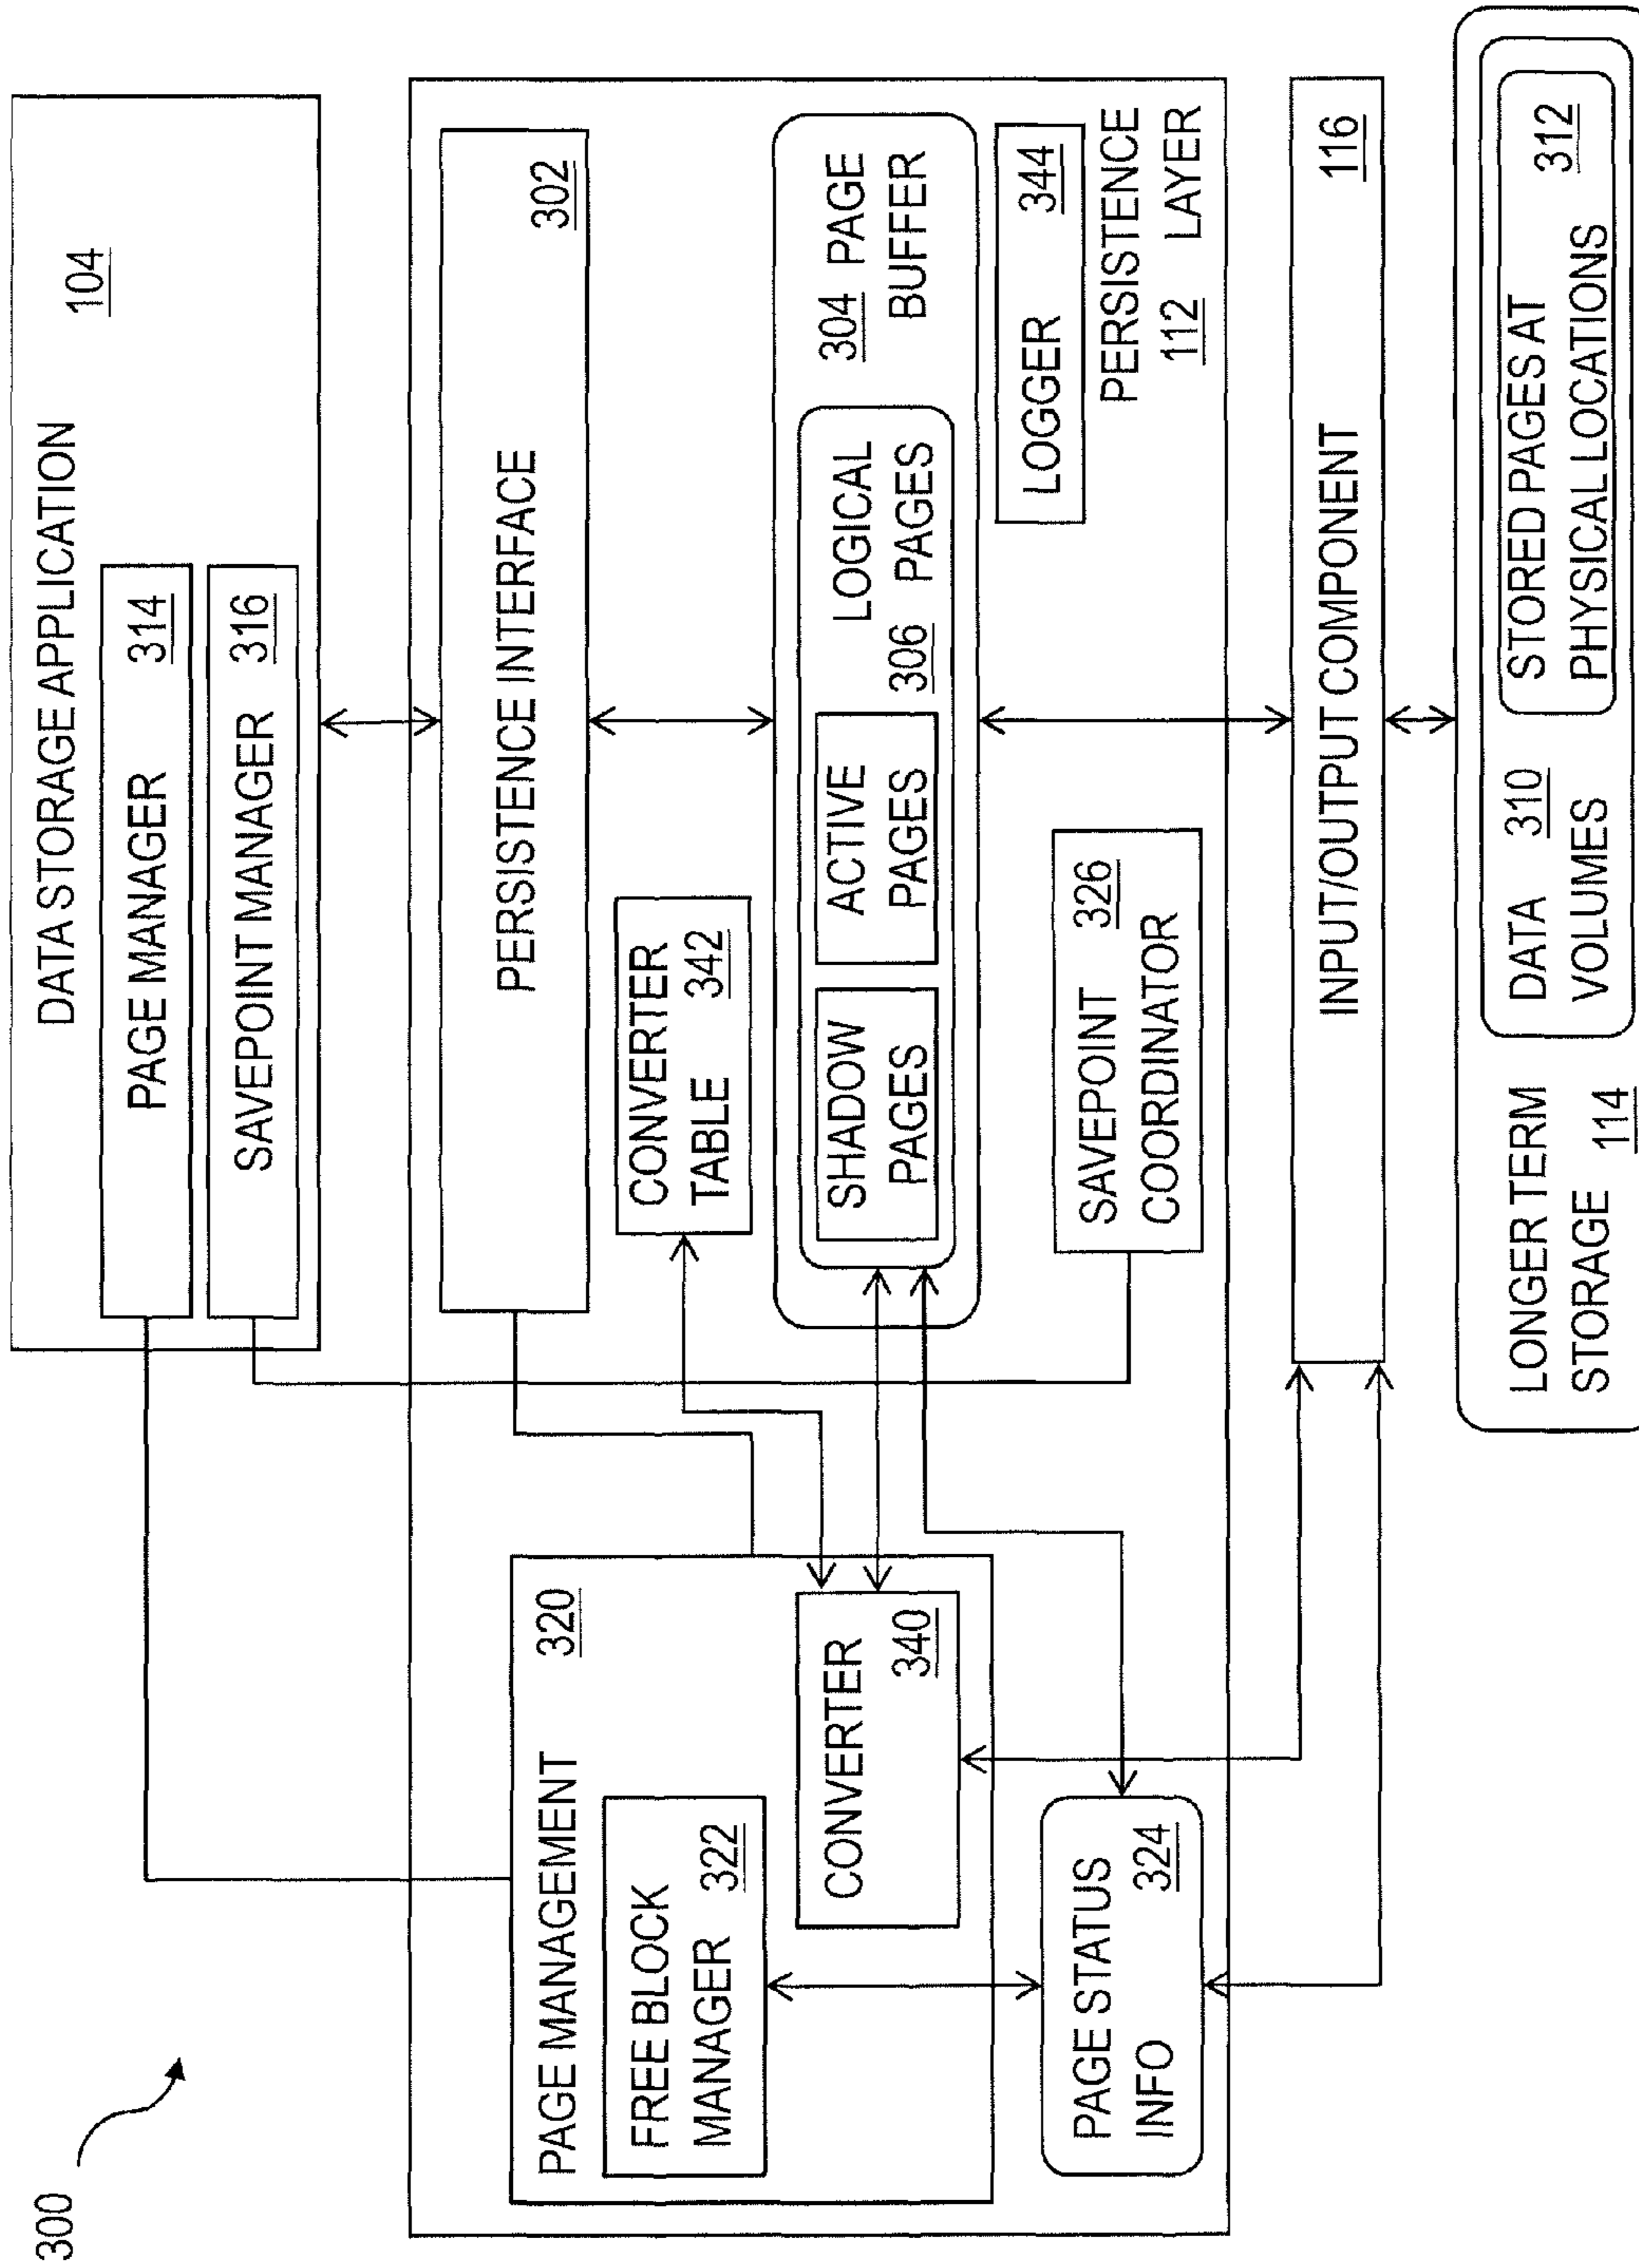 300
DATA STORAGE APPLICATION
104
PAGE MANAGER 314
SAVEPOINT MANAGER 316
PERSISTENCE INTERFACE 302
PAGE MANAGEMENT 320
FREE BLOCK
MANAGER 322
CONVERTER
340
CONVERTER
TABLE 342
304 PAGE
BUFFER
LOGICAL
306 PAGES
SHADOW
PAGES
ACTIVE
PAGES
PAGE STATUS
INFO 324
SAVEPOINT 326
COORDINATOR
LOGGER 344
PERSISTENCE
112 LAYER
INPUT/OUTPUT COMPONENT 116
LONGER TERM
STORAGE 114
DATA 310
VOLUMES
STORED PAGES AT
PHYSICAL LOCATIONS 312